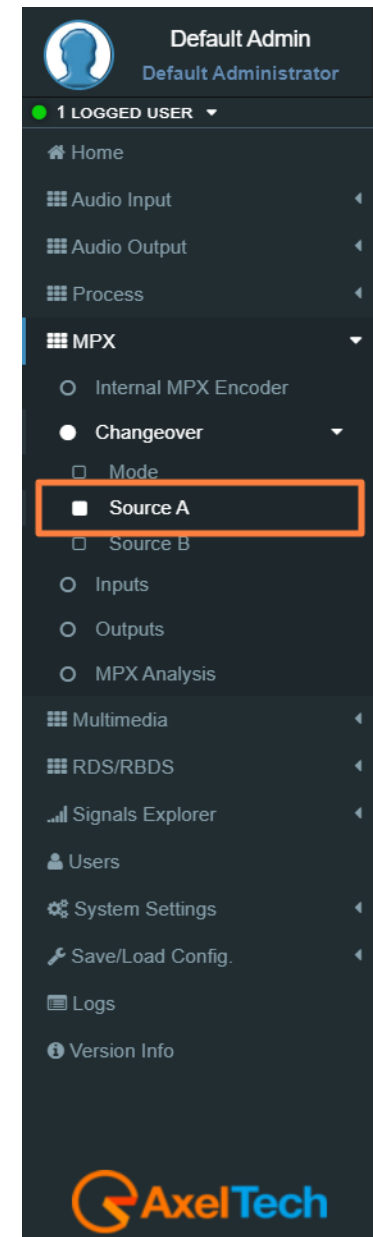 Default Admin
Default Administrator
1 LOGGED USER
Home
Audio Input
Audio Output
Process
MPX
Internal MPX Encoder
Changeover
Mode
Source A
Source B
Inputs
Outputs
MPX Analysis
Multimedia
RDS/RBDS
Signals Explorer
Users
System Settings
Save/Load Config.
Logs
Version Info
AxelTech